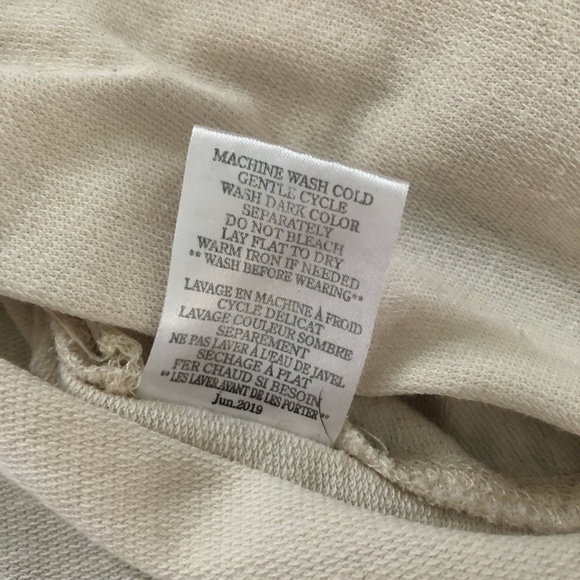 MACHINE WASH COLD
GENTLE CYCLE
WASH DARK COLOR
SEPARATELY
DO NOT BLEACH
LAY FLAT TO DRY
WARM IRON IF NEEDED
** WASH BEFORE WEARING**
LAVAGE EN MACHINE À FROID
CYCLE DÉLICAT
LAVAGE COULEUR SOMBRE
SÉPARÉMENT
NE PAS LAVER À L'EAU DE JAVEL
SÉCHAGE À PLAT
FER CHAUD SI BESOIN
** LES LAVER AVANT DE LES PORTER**
Jun.2019